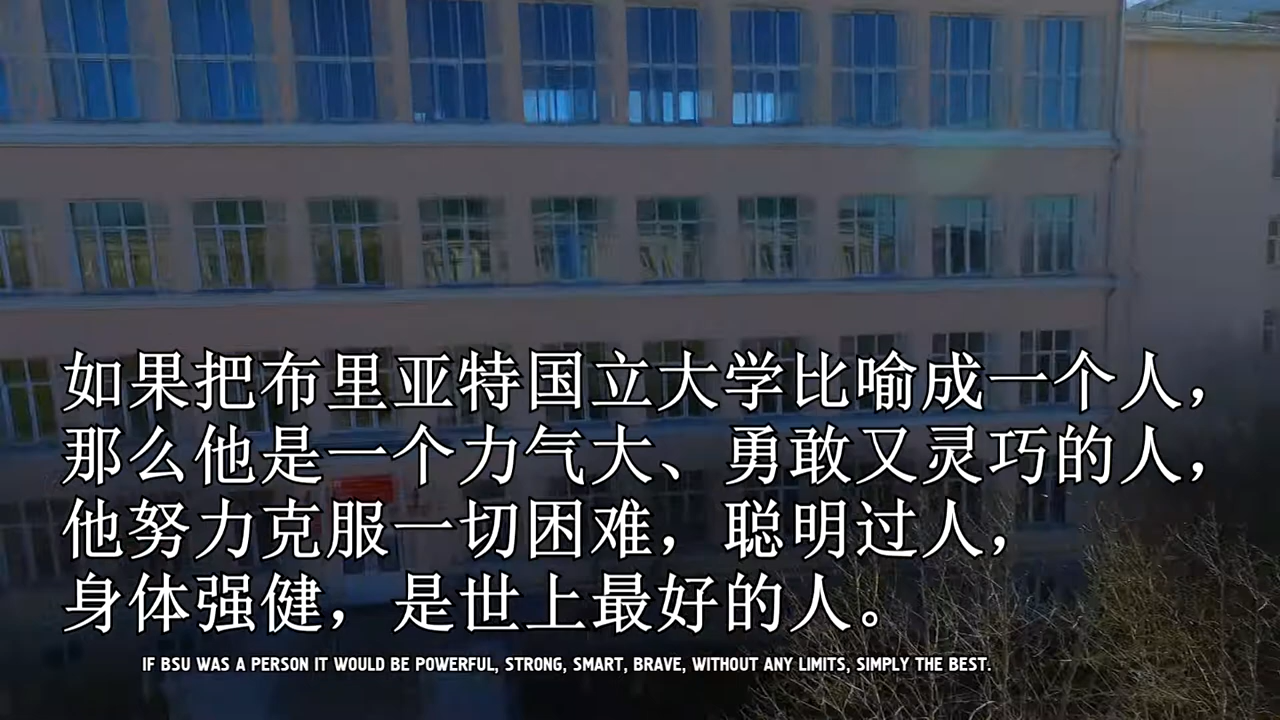 如果把布里亚特国立大学比喻成一个人，
那么他是一个力气大、勇敢又灵巧的人，
他努力克服一切困难，聪明过人，
身体强健，是世上最好的人。
IF BSU WAS A PERSON IT WOULD BE POWERFUL, STRONG, SMART, BRAVE, WITHOUT ANY LIMITS, SIMPLY THE BEST.